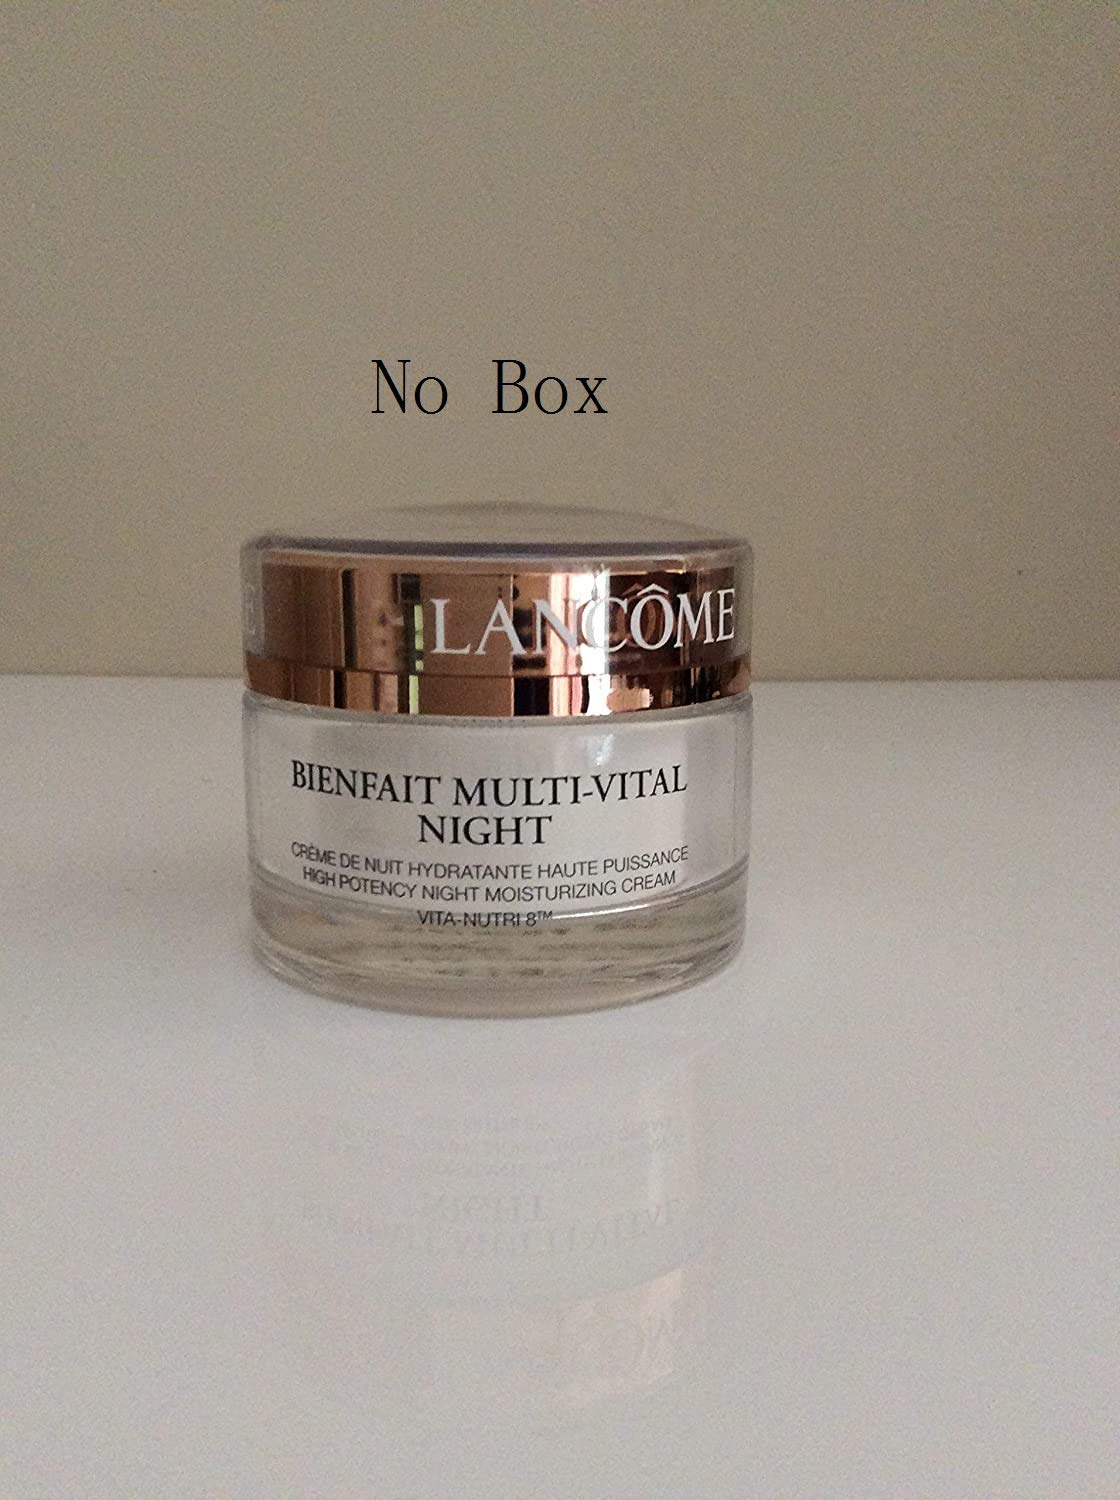 No Box
LANCÔME
BIENFAIT MULTI-VITAL
NIGHT
CRÈME DE NUIT HYDRATANTE HAUTE PUISSANCE
HIGH POTENCY NIGHT MOISTURIZING CREAM
VITA-NUTRI 8™